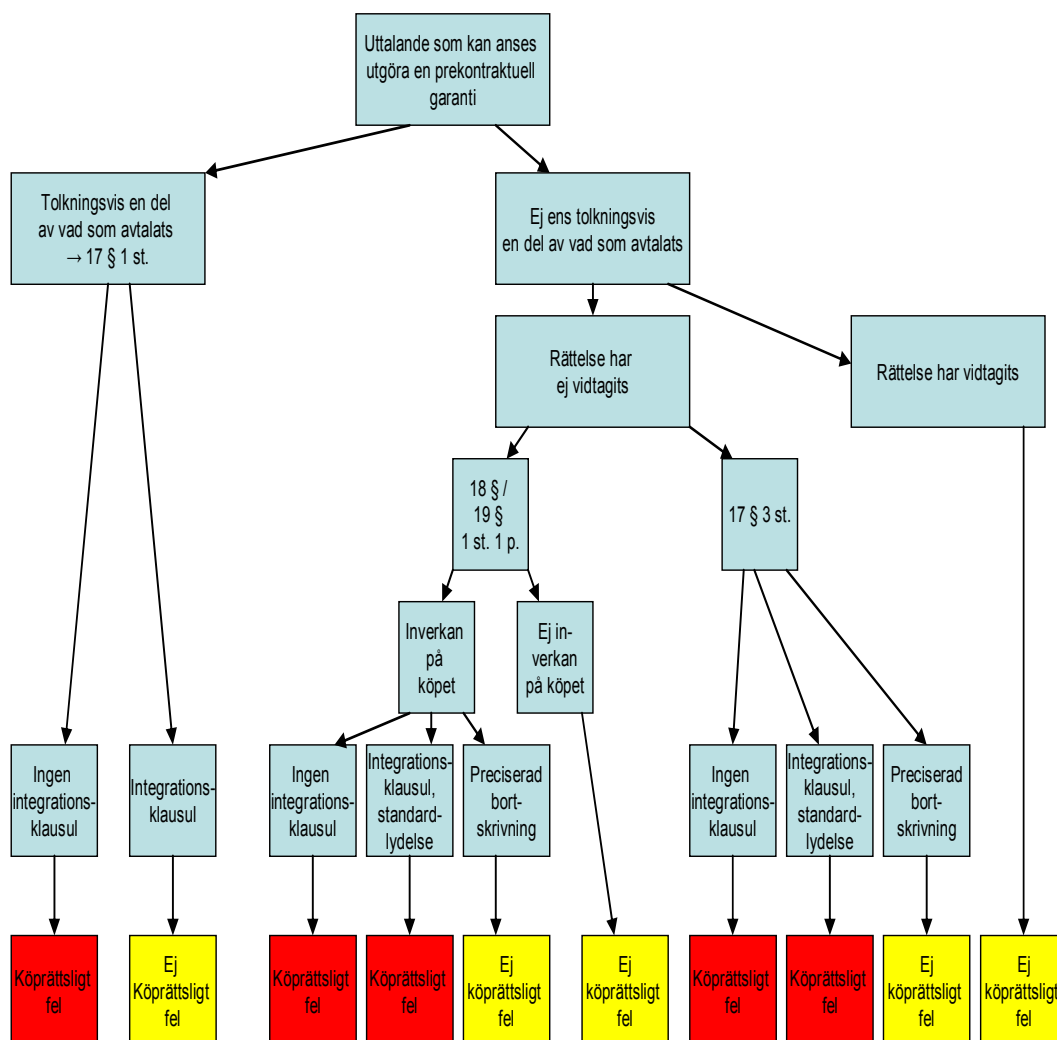 Uttalande som kan anses
utgöra en prekontraktuell
garanti
Tolkningsvis en del
av vad som avtalats
→ 17 § 1 st.
Ej ens tolkningsvis
en del av vad som avtalats
Rättelse har
ej vidtagits
Rättelse har vidtagits
18 § /
19 §
1 st. 1 p.
17 § 3 st.
Inverkan
på
köpet
Ej in-
verkan
på köpet
Ingen
integrations-
klausul
Integrations-
klausul
Ingen
integrations-
klausul
Integrations-
klausul,
standard-
lydelse
Preciserad
bort-
skrivning
Ingen
integrations-
klausul
Integrations-
klausul,
standard-
lydelse
Preciserad
bort-
skrivning
Köprättsligt
fel
Ej
Köprättsligt
fel
Köprättsligt
fel
Köprättsligt
fel
Ej
köprättsligt
fel
Ej
köprättsligt
fel
Köprättsligt
fel
Köprättsligt
fel
Ej
köprättsligt
fel
Ej
köprättsligt
fel